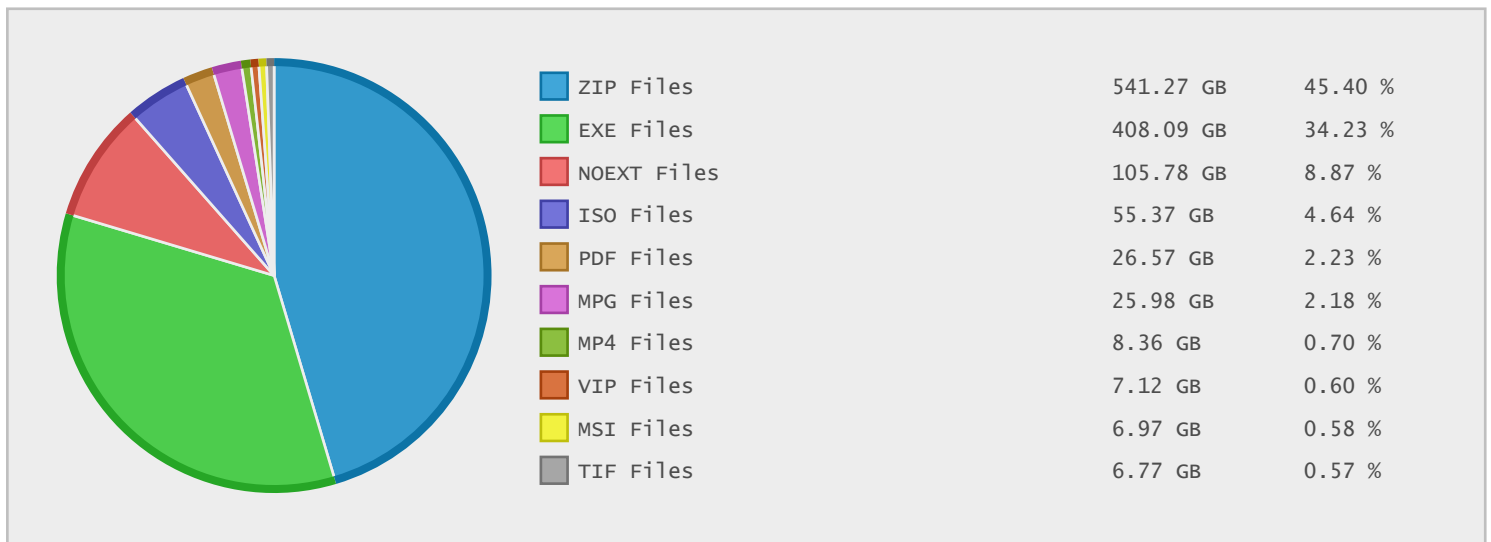 ZIP Files 541.27 GB 45.40 %
EXE Files 408.09 GB 34.23 %
NOEXT Files 105.78 GB 8.87 %
ISO Files 55.37 GB 4.64 %
PDF Files 26.57 GB 2.23 %
MPG Files 25.98 GB 2.18 %
MP4 Files 8.36 GB 0.70 %
VIP Files 7.12 GB 0.60 %
MSI Files 6.97 GB 0.58 %
TIF Files 6.77 GB 0.57 %